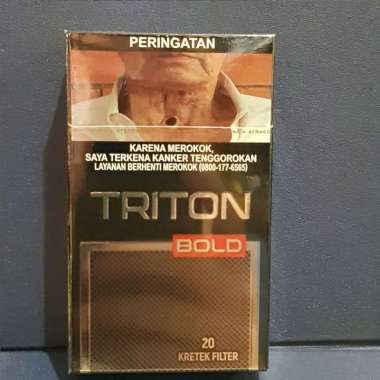 PERINGATAN
KARENA MEROKOK,
SAYA TERKENA KANKER TENGGOROKAN
LAYANAN BERHENTI MEROKOK (0800-177-6565)
TRITON
BOLD
20
KRETEK FILTER